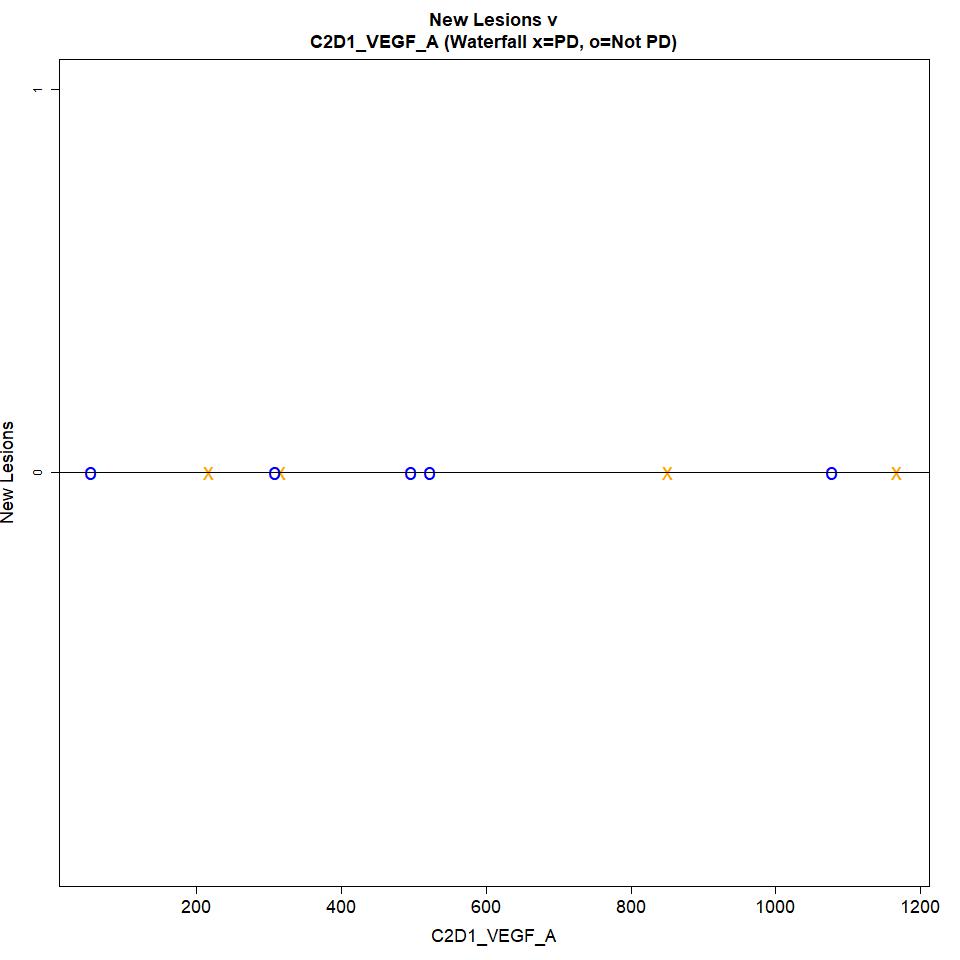 New Lesions v
C2D1_VEGF_A (Waterfall x=PD, o=Not PD)
New Lesions
1
0
o x o x o o x o x
200 400 600 800 1000 1200
C2D1_VEGF_A